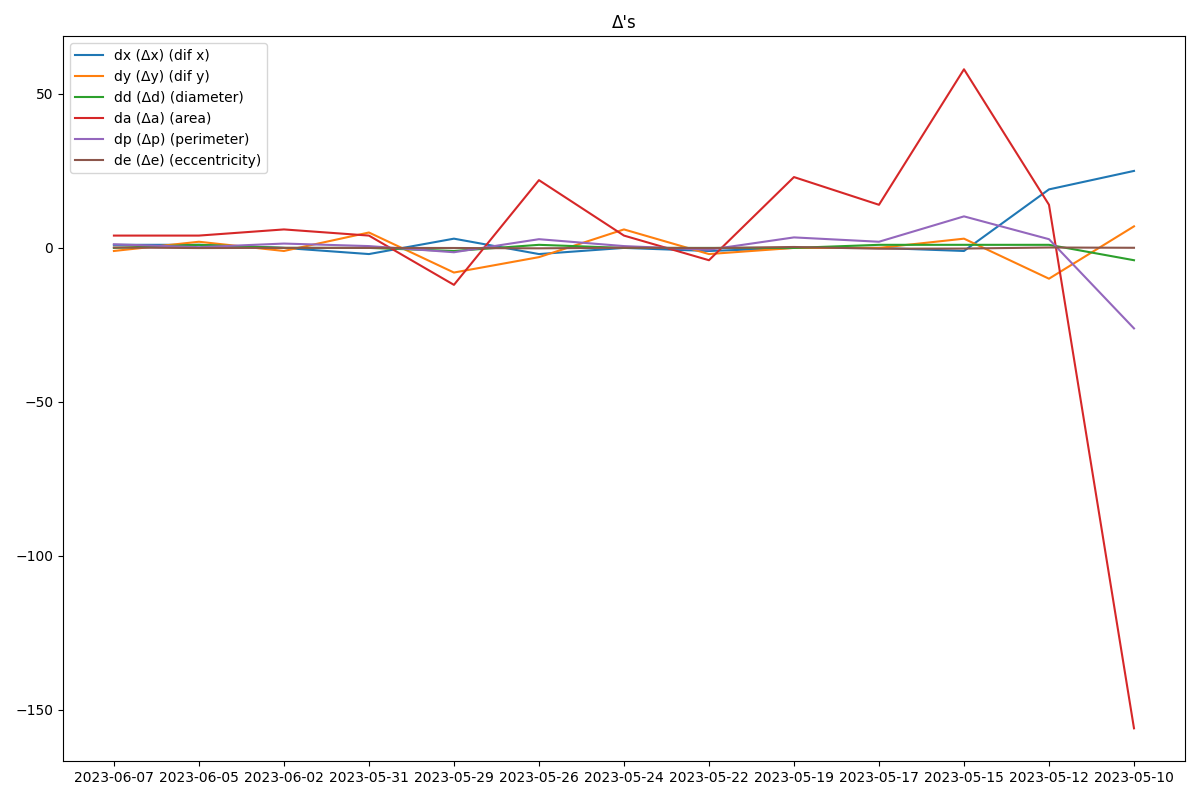 Δ's
dx (Δx) (dif x)
dy (Δy) (dif y)
dd (Δd) (diameter)
da (Δa) (area)
dp (Δp) (perimeter)
de (Δe) (eccentricity)
50
0
−50
−100
−150
2023-06-07 2023-06-05 2023-06-02 2023-05-31 2023-05-29 2023-05-26 2023-05-24 2023-05-22 2023-05-19 2023-05-17 2023-05-15 2023-05-12 2023-05-10